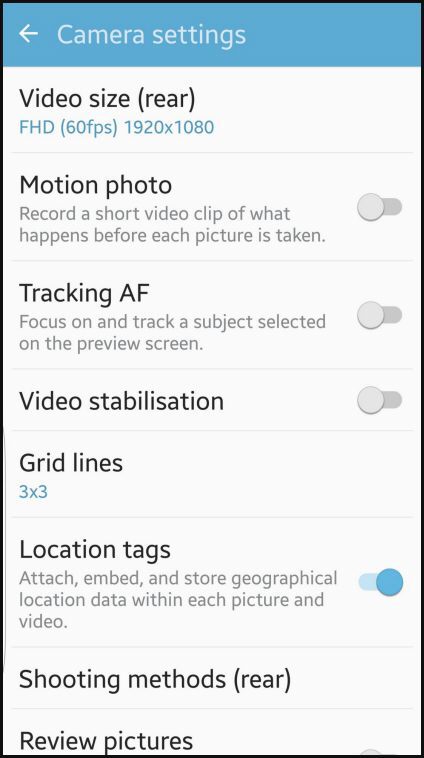 Camera settings
Video size (rear)
FHD (60fps) 1920x1080
Motion photo
Record a short video clip of what
happens before each picture is taken.
Tracking AF
Focus on and track a subject selected
on the preview screen.
Video stabilisation
Grid lines
3x3
Location tags
Attach, embed, and store geographical
location data within each picture and
video.
Shooting methods (rear)
Review pictures